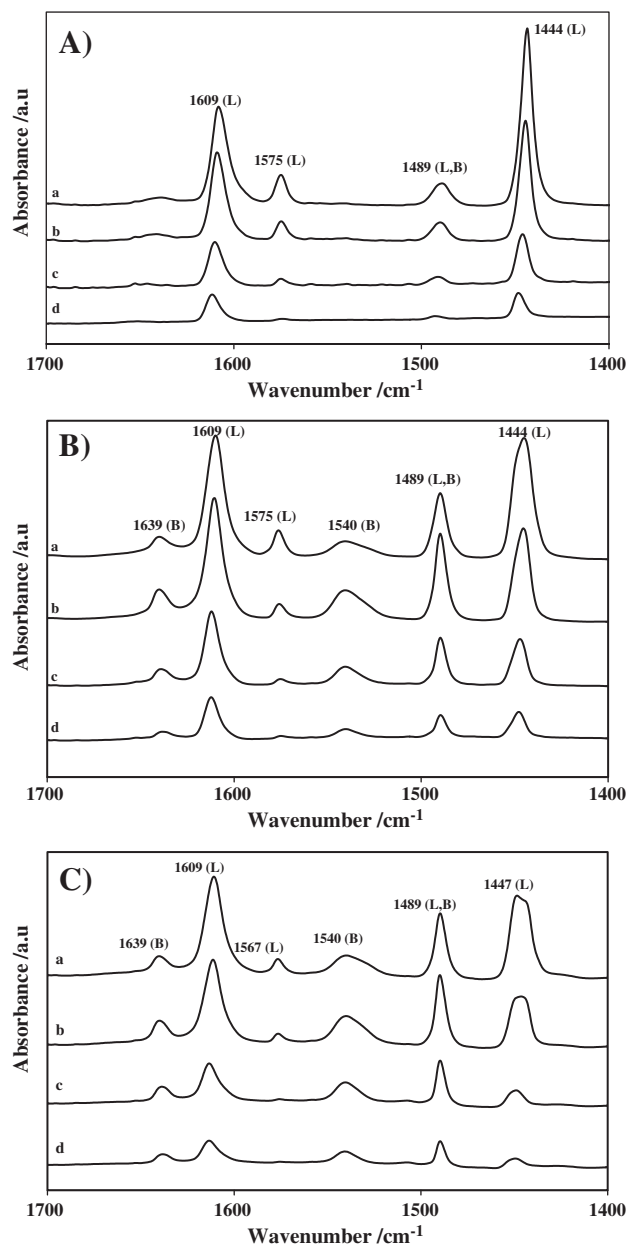 A)
1444 (L)
1609 (L)
1575 (L)
1489 (L,B)
a
b
c
d
Absorbance /a.u
1700 1600 1500 1400
Wavenumber /cm⁻¹
B)
1609 (L)
1444 (L)
1489 (L,B)
1575 (L)
1639 (B)
1540 (B)
a
b
c
d
Absorbance /a.u
1700 1600 1500 1400
Wavenumber /cm⁻¹
C)
1609 (L)
1447 (L)
1489 (L,B)
1639 (B)
1567 (L)
1540 (B)
a
b
c
d
Absorbance /a.u
1700 1600 1500 1400
Wavenumber /cm⁻¹